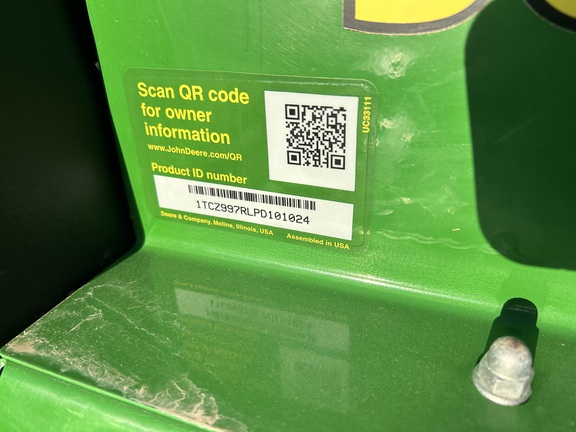 Scan QR code
for owner
information
www.JohnDeere.com/QR
Product ID number
1TCZ997RLPD101024
Deere & Company, Moline, Illinois, USA Assembled in USA
UC33111